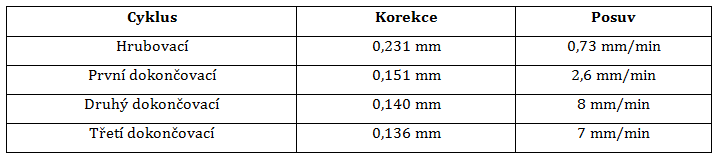 Cyklus Korekce Posuv
Hrubovací 0,231 mm 0,73 mm/min
První dokončovací 0,151 mm 2,6 mm/min
Druhý dokončovací 0,140 mm 8 mm/min
Třetí dokončovací 0,136 mm 7 mm/min